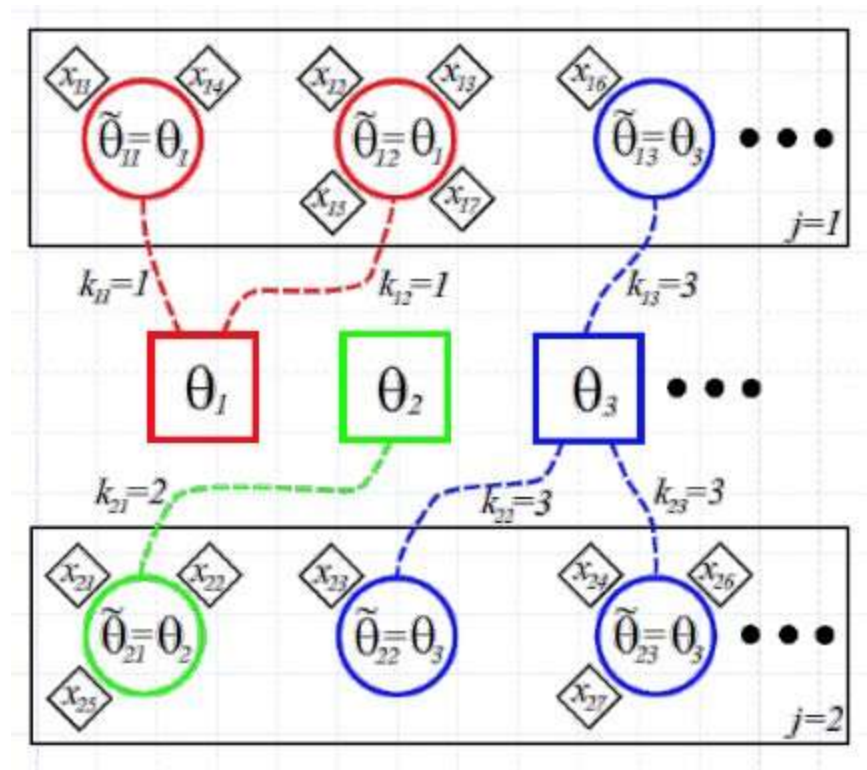 x₁₁ x₁₄ x₁₂ x₁₃ x₁₆
θ̃₁₁=θ₁ θ̃₁₂=θ₁ θ̃₁₃=θ₃ •••
x₁₅ x₁₇
j=1
k₁₁=1 k₁₂=1 k₁₃=3
θ₁ θ₂ θ₃ •••
k₂₁=2 k₂₂=3 k₂₃=3
x₂₁ x₂₂ x₂₃ x₂₄ x₂₆
θ̃₂₁=θ₂ θ̃₂₂=θ₃ θ̃₂₃=θ₃ •••
x₂₅ x₂₇
j=2